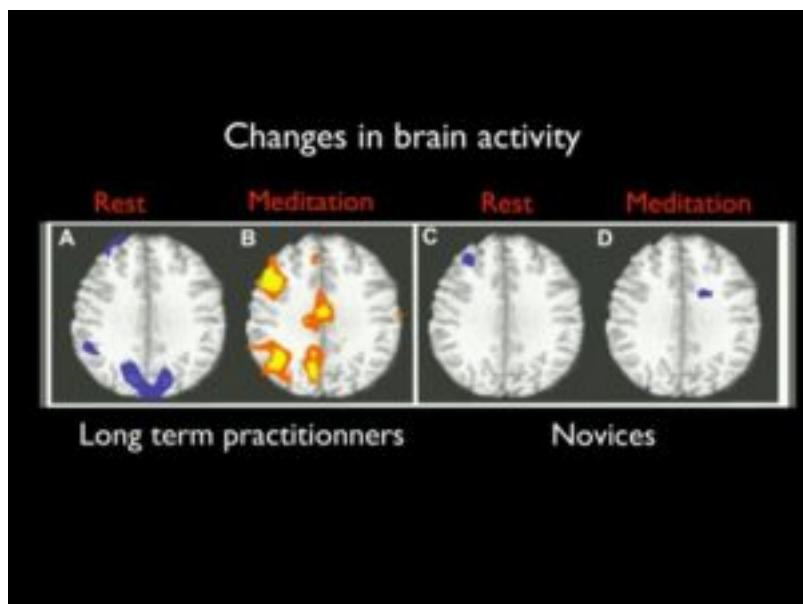 Changes in brain activity
Rest Meditation Rest Meditation
A B C D
Long term practitionners Novices